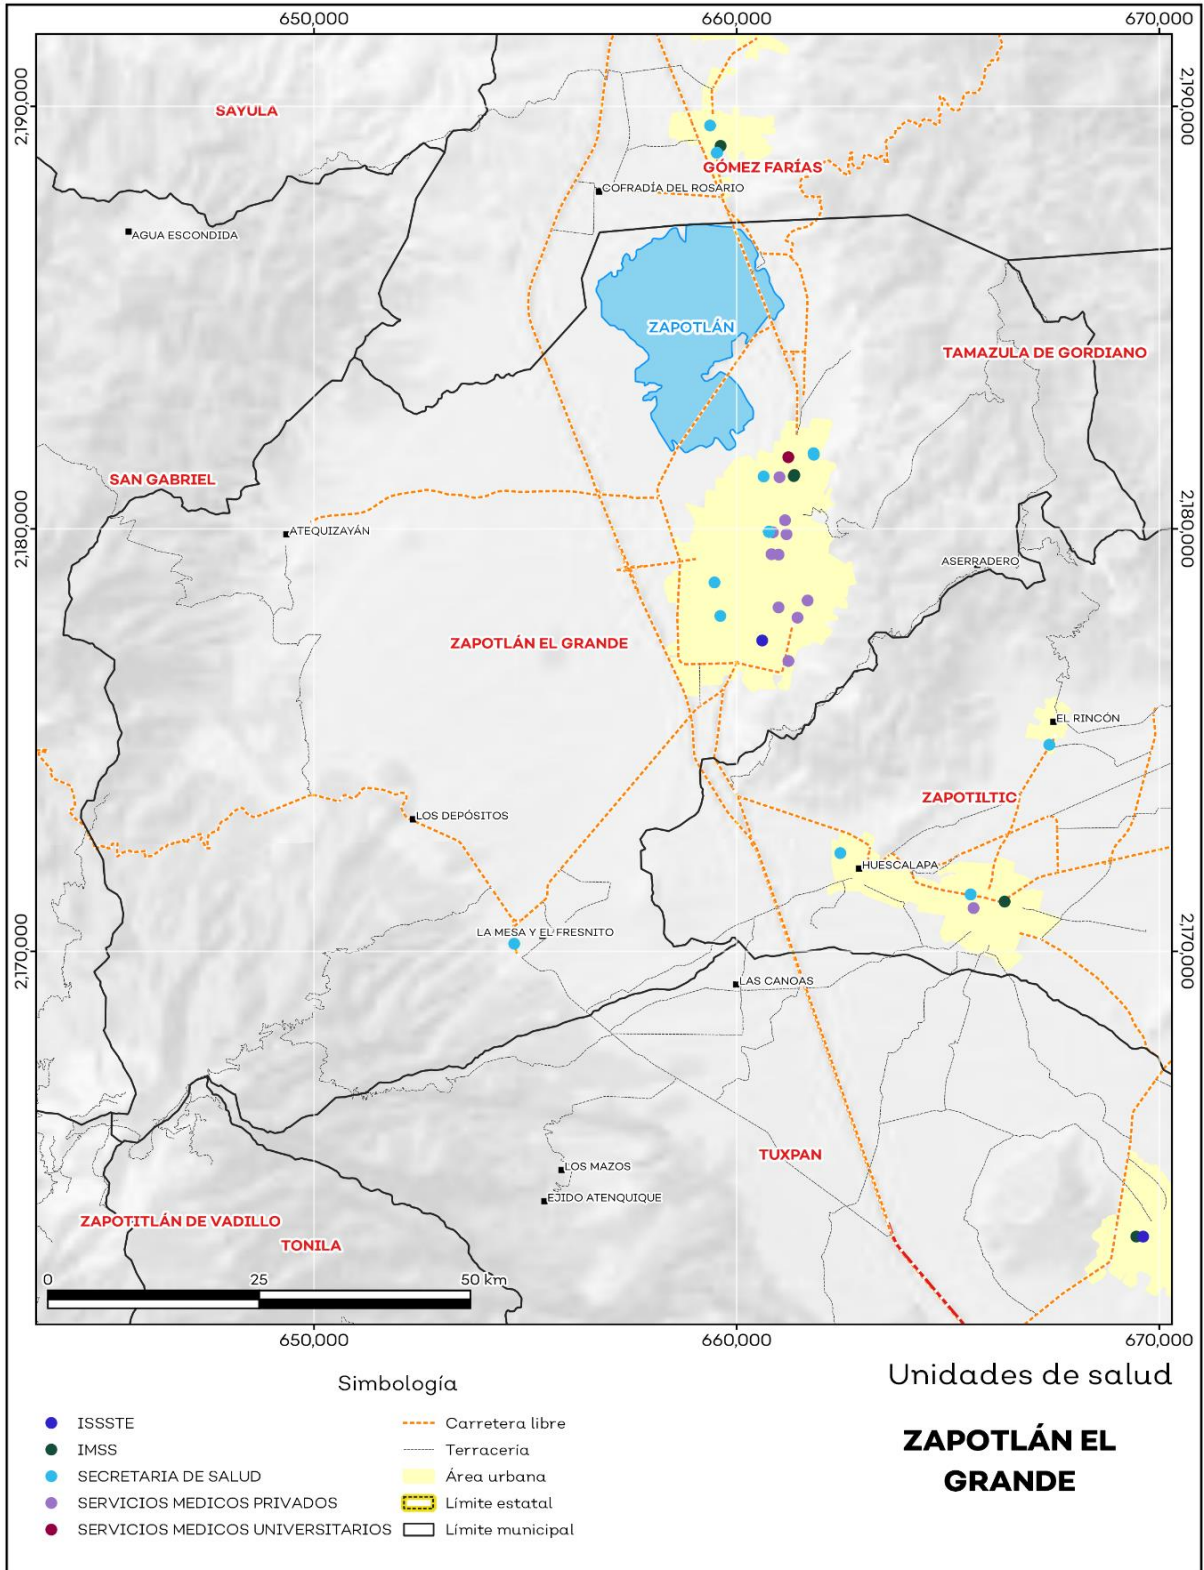 650,000
660,000
670,000
2,190,000
2,190,000
SAYULA
GÓMEZ FARÍAS
COFRADÍA DEL ROSARIO
AGUA ESCONDIDA
ZAPOTLÁN
TAMAZULA DE GORDIANO
SAN GABRIEL
2,180,000
2,180,000
ATEQUIZAYÁN
ASERRADERO
ZAPOTLÁN EL GRANDE
EL RINCÓN
ZAPOTILTIC
LOS DEPÓSITOS
HUESCALAPA
LA MESA Y EL FRESNITO
2,170,000
2,170,000
LAS CANOAS
TUXPAN
LOS MAZOS
EJIDO ATENQUIQUE
ZAPOTITLÁN DE VADILLO
TONILA
0
25
50 km
650,000
660,000
670,000
Simbología
Unidades de salud
ZAPOTLÁN EL
GRANDE
ISSSTE
IMSS
SECRETARIA DE SALUD
SERVICIOS MEDICOS PRIVADOS
SERVICIOS MEDICOS UNIVERSITARIOS
Carretera libre
Terracería
Área urbana
Límite estatal
Límite municipal